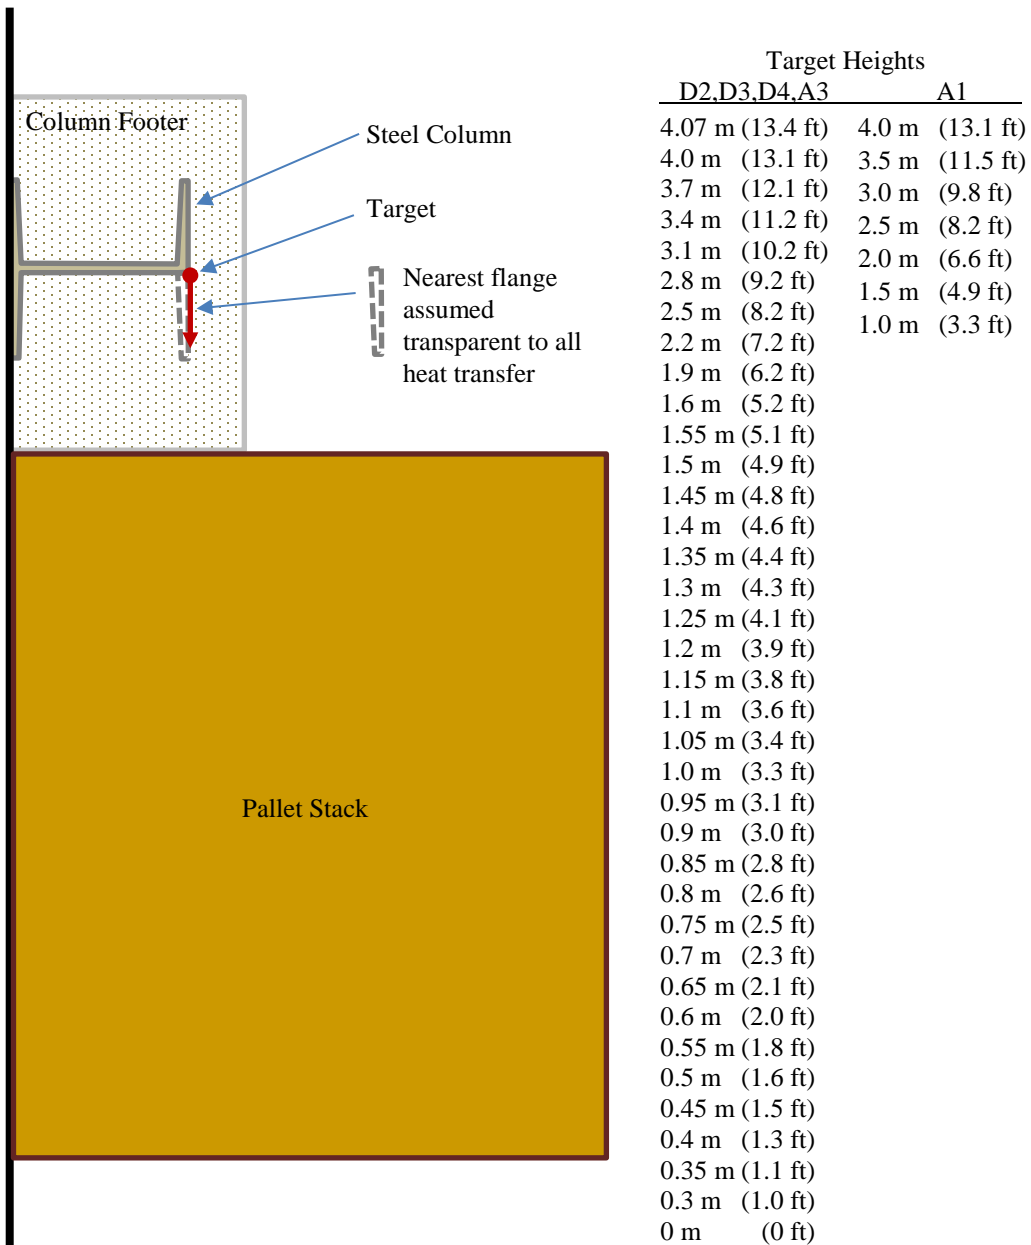 Column Footer
Steel Column
Target
Nearest flange
assumed
transparent to all
heat transfer
Pallet Stack
Target Heights
D2,D3,D4,A3 A1
4.07 m (13.4 ft) 4.0 m (13.1 ft)
4.0 m (13.1 ft) 3.5 m (11.5 ft)
3.7 m (12.1 ft) 3.0 m (9.8 ft)
3.4 m (11.2 ft) 2.5 m (8.2 ft)
3.1 m (10.2 ft) 2.0 m (6.6 ft)
2.8 m (9.2 ft) 1.5 m (4.9 ft)
2.5 m (8.2 ft) 1.0 m (3.3 ft)
2.2 m (7.2 ft)
1.9 m (6.2 ft)
1.6 m (5.2 ft)
1.55 m (5.1 ft)
1.5 m (4.9 ft)
1.45 m (4.8 ft)
1.4 m (4.6 ft)
1.35 m (4.4 ft)
1.3 m (4.3 ft)
1.25 m (4.1 ft)
1.2 m (3.9 ft)
1.15 m (3.8 ft)
1.1 m (3.6 ft)
1.05 m (3.4 ft)
1.0 m (3.3 ft)
0.95 m (3.1 ft)
0.9 m (3.0 ft)
0.85 m (2.8 ft)
0.8 m (2.6 ft)
0.75 m (2.5 ft)
0.7 m (2.3 ft)
0.65 m (2.1 ft)
0.6 m (2.0 ft)
0.55 m (1.8 ft)
0.5 m (1.6 ft)
0.45 m (1.5 ft)
0.4 m (1.3 ft)
0.35 m (1.1 ft)
0.3 m (1.0 ft)
0 m (0 ft)